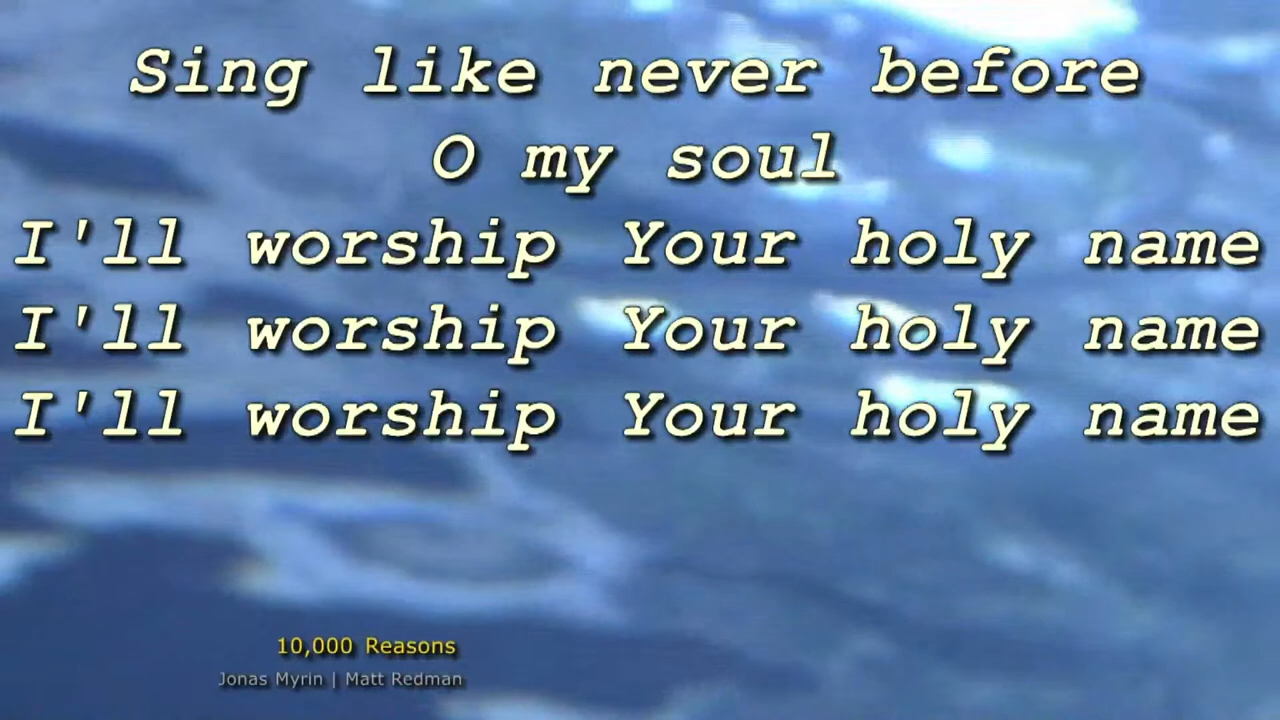 Sing like never before
O my soul
I'll worship Your holy name
I'll worship Your holy name
I'll worship Your holy name
10,000 Reasons
Jonas Myrin | Matt Redman